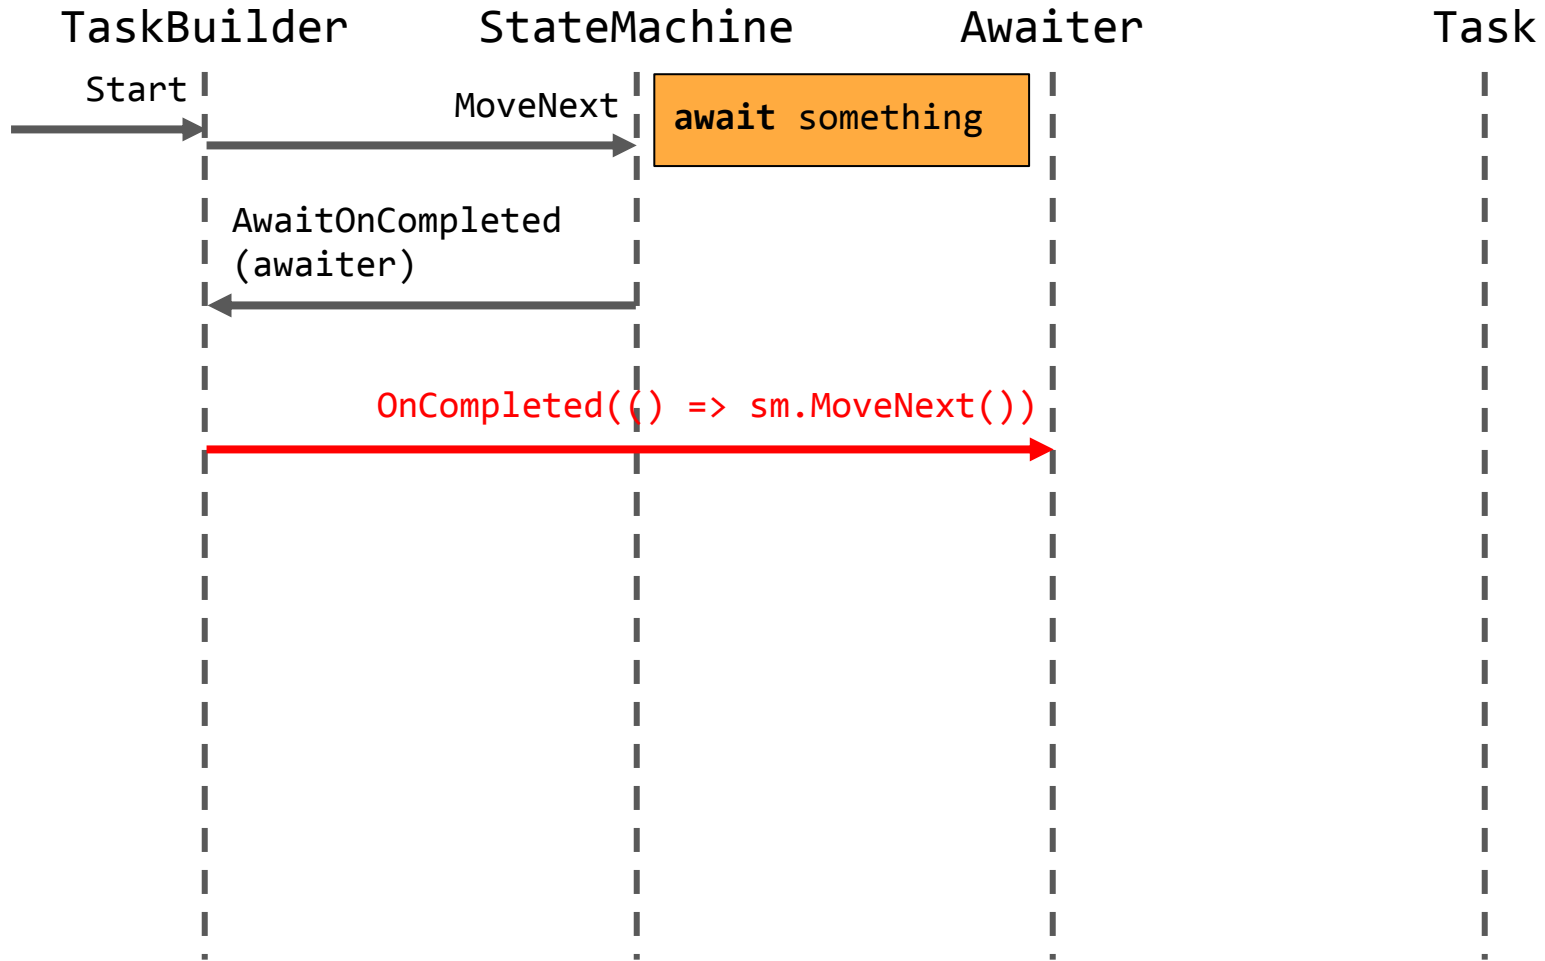 TaskBuilder StateMachine Awaiter Task
Start
MoveNext
await something
AwaitOnCompleted
(awaiter)
OnCompleted(() => sm.MoveNext())